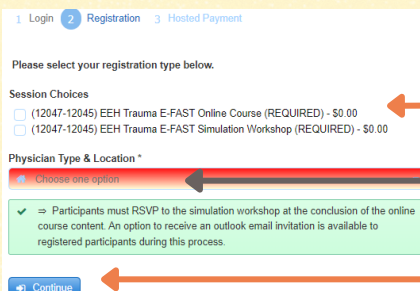 1 Login 2 Registration 3 Hosted Payment
Please select your registration type below.
Session Choices
(12047-12045) EEH Trauma E-FAST Online Course (REQUIRED) - $0.00
(12047-12045) EEH Trauma E-FAST Simulation Workshop (REQUIRED) - $0.00
Physician Type & Location *
Choose one option
✔ ⇒ Participants must RSVP to the simulation workshop at the conclusion of the online
course content. An option to receive an outlook email invitation is available to
registered participants during this process.
Continue